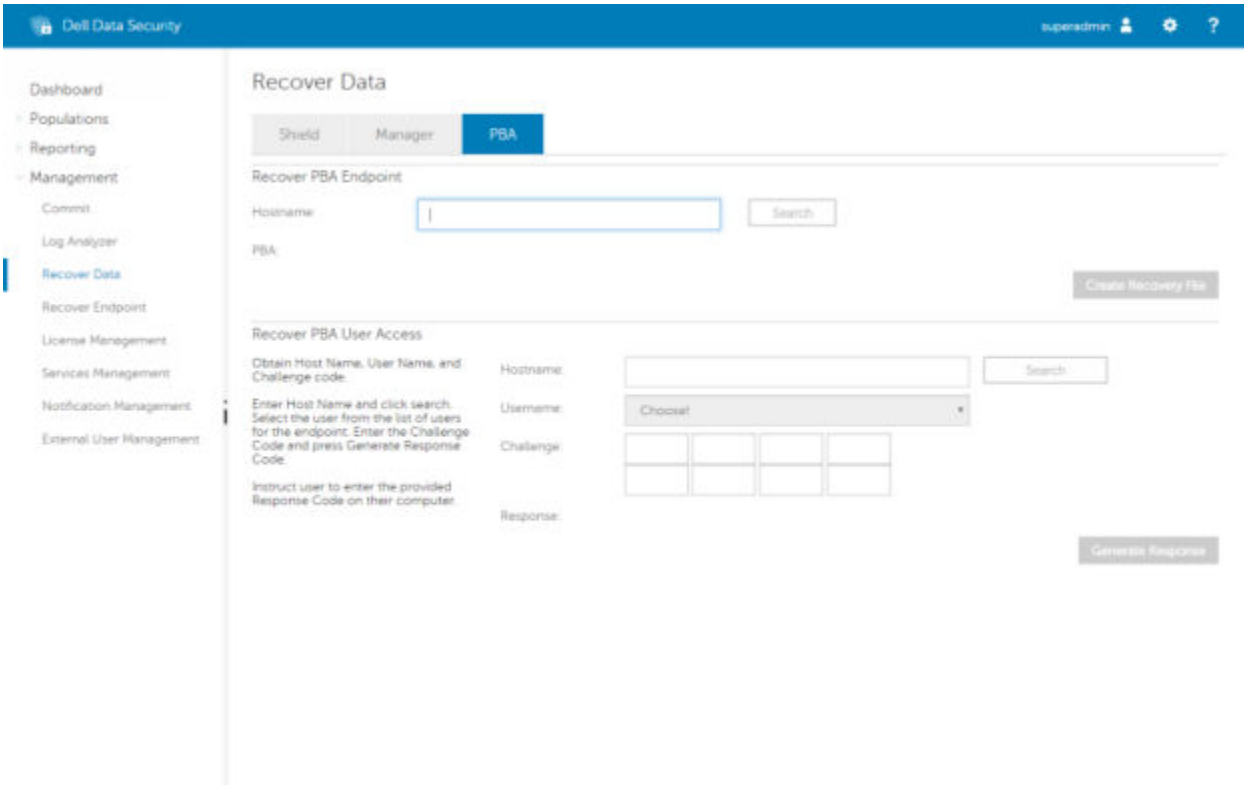 Dell Data Security
superadmin
?
Dashboard
Populations
Reporting
Management
Commit
Log Analyzer
Recover Data
Recover Endpoint
License Management
Services Management
Notification Management
External User Management
Recover Data
Shield
Manager
PBA
Recover PBA Endpoint
Hostname:
Search
PBA:
Create Recovery File
Recover PBA User Access
Obtain Host Name, User Name, and
Challenge code.
Enter Host Name and click search.
Select the user from the list of users
for the endpoint. Enter the Challenge
Code and press Generate Response
Code.
Instruct user to enter the provided
Response Code on their computer.
Hostname:
Search
Username:
Choose!
Challenge:
Response:
Generate Response